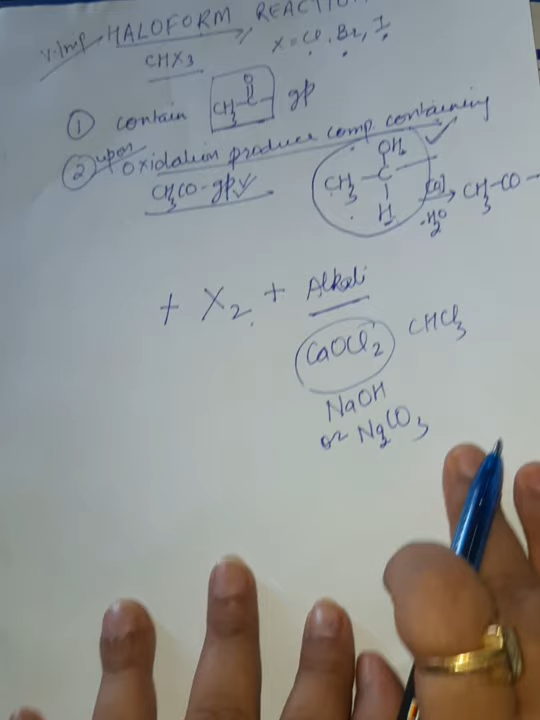 V.Imp HALOFORM REACTIO
CHX3 X = Cl, Br, I
① contain CH3-C(=O)- gp
② upon Oxidation produce comp containing
CH3CO-gp ✓ CH3-C(OH)(H)- [O] -H2O → CH3-CO-
+ X2 + Alkali
CaOCl2 CHCl3
NaOH
or Na2CO3